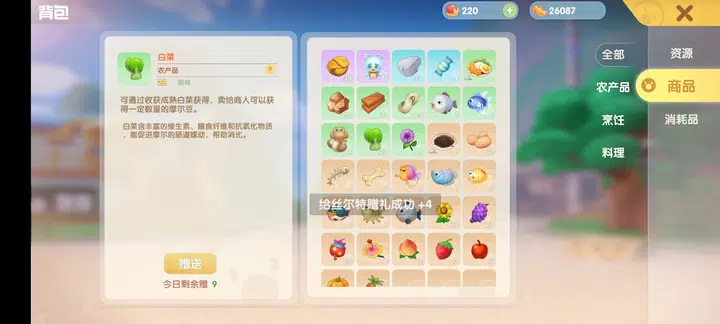 背包
220
26087
白菜
农产品
稀有
可通过收获成熟白菜获得，卖给商人可以获
得一定数量的摩尔豆。
白菜含丰富的维生素、膳食纤维和抗氧化物质
，能促进摩尔的肠道蠕动，帮助消化。
赠送
今日剩余赠 9
给丝尔特赠礼成功 +4
全部
农产品
烹饪
料理
资源
商品
消耗品